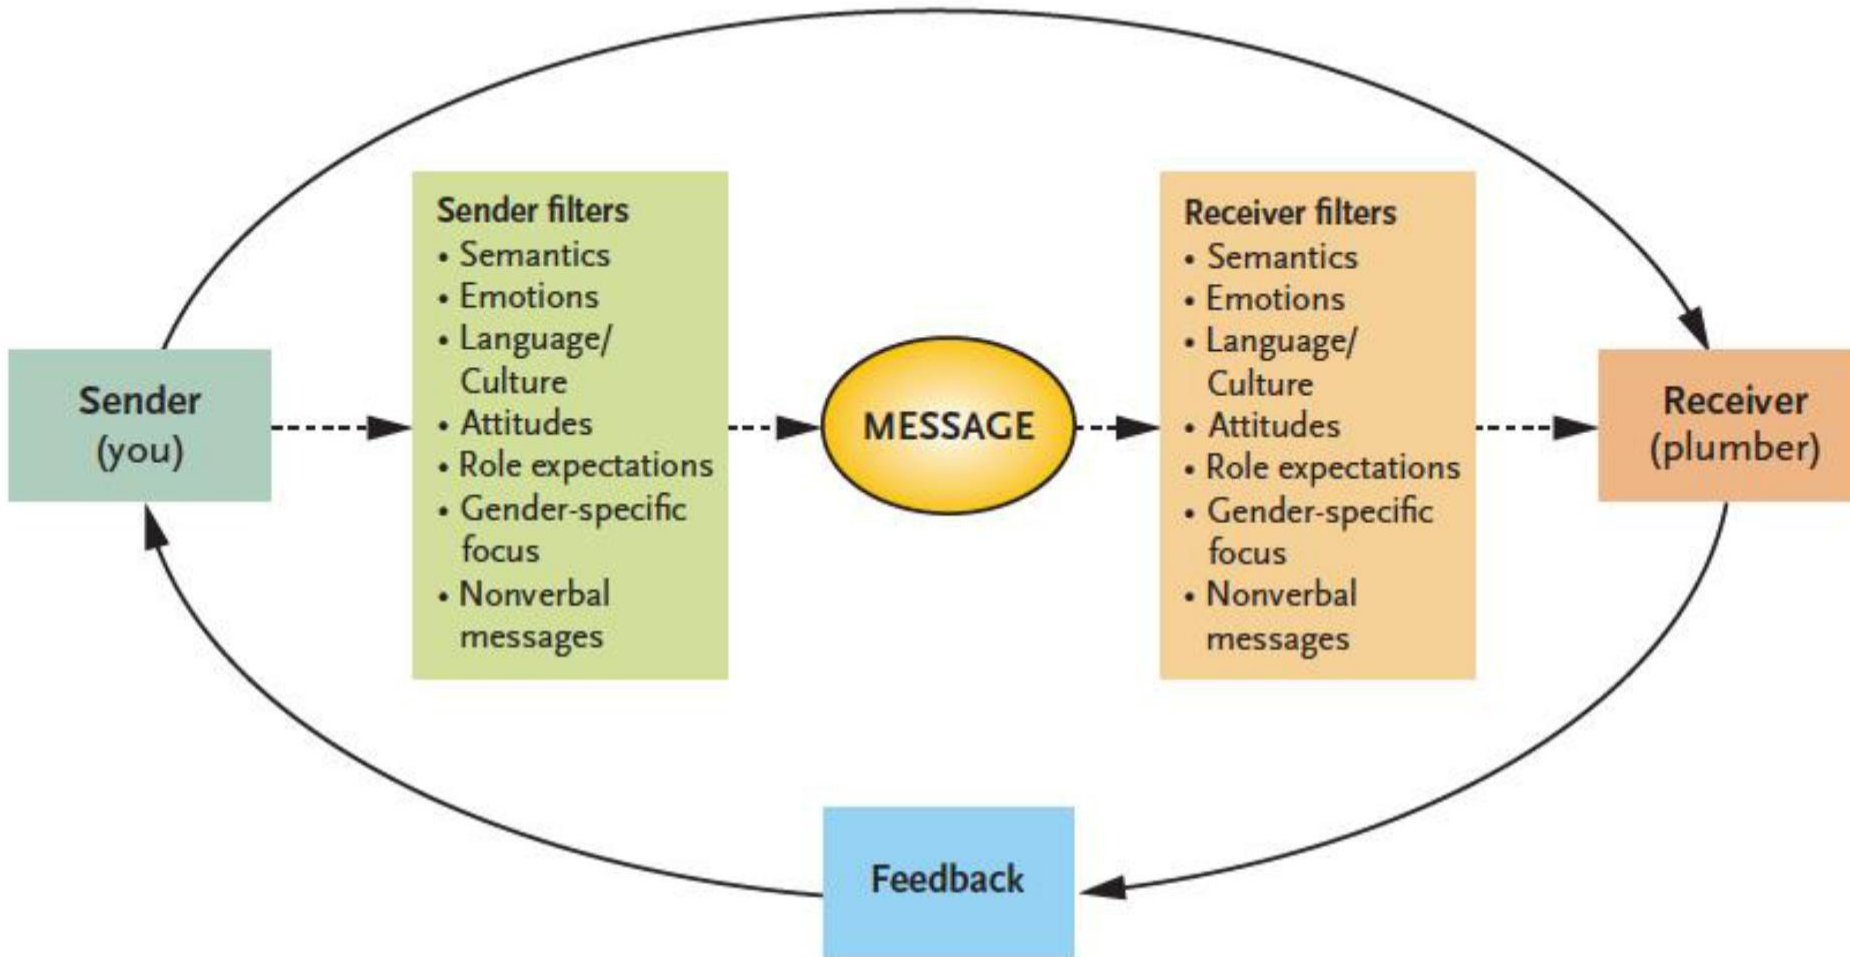 Sender
(you)
Sender filters
• Semantics
• Emotions
• Language/
Culture
• Attitudes
• Role expectations
• Gender-specific
focus
• Nonverbal
messages
MESSAGE
Receiver filters
• Semantics
• Emotions
• Language/
Culture
• Attitudes
• Role expectations
• Gender-specific
focus
• Nonverbal
messages
Receiver
(plumber)
Feedback